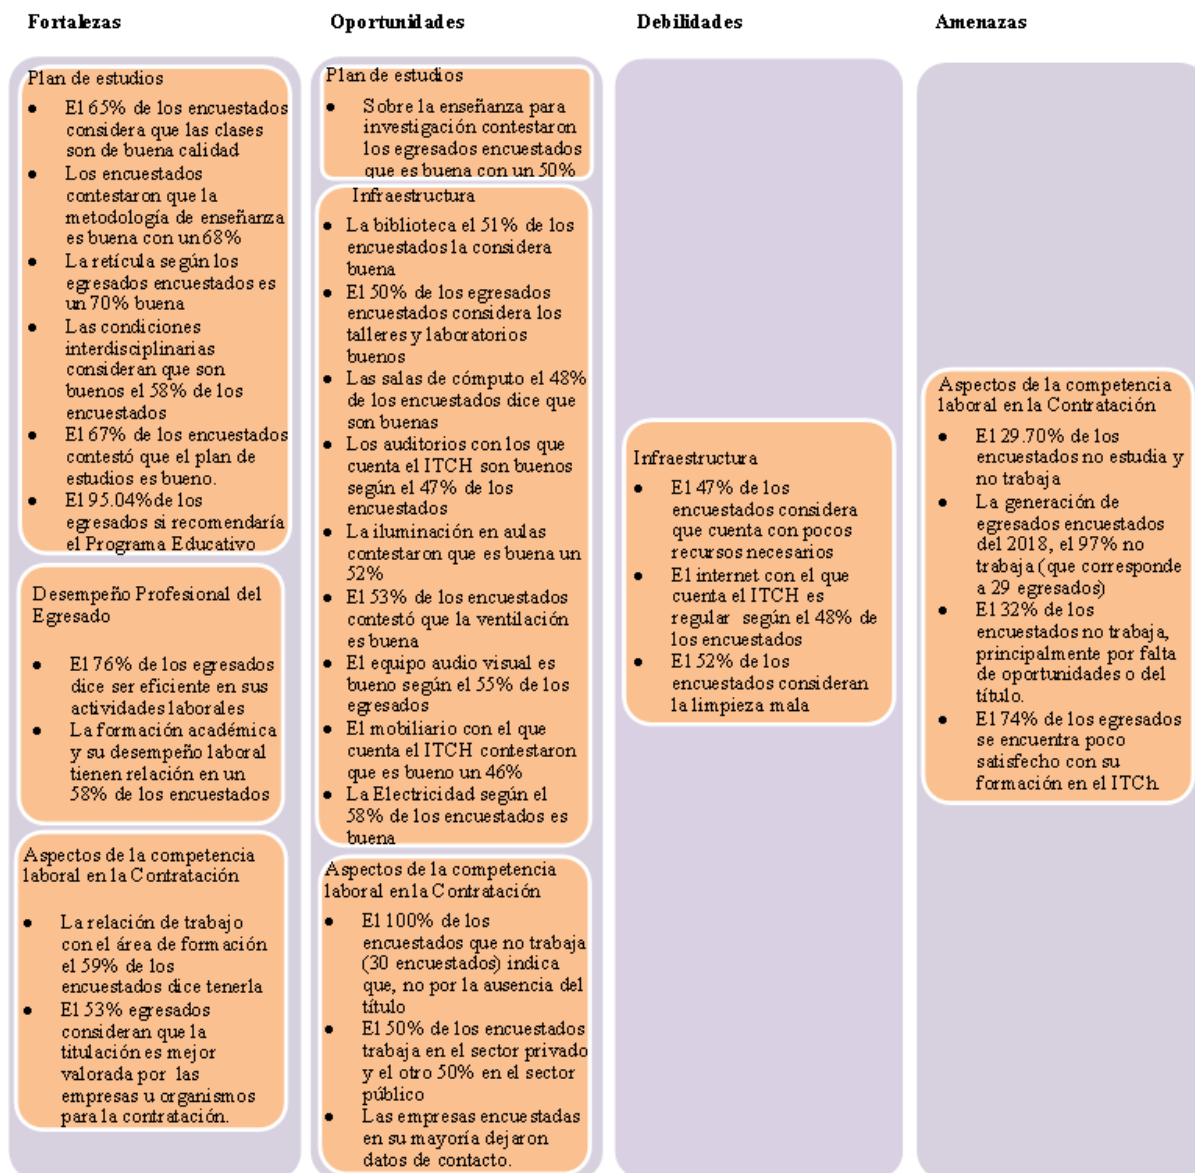 Fortalezas
Plan de estudios
• El 65% de los encuestados
considera que las clases
son de buena calidad
• Los encuestados
contestaron que la
metodología de enseñanza
es buena con un 68%
• La retícula según los
egresados encuestados es
un 70% buena
• Las condiciones
interdisciplinarias
consideran que son
buenos el 58% de los
encuestados
• El 67% de los encuestados
contestó que el plan de
estudios es bueno.
• El 95.04% de los
egresados si recomendaría
el Programa Educativo
Desempeño Profesional del
Egresado
• El 76% de los egresados
dice ser eficiente en sus
actividades laborales
• La formación académica
y su desempeño laboral
tienen relación en un
58% de los encuestados
Aspectos de la competencia
laboral en la Contratación
• La relación de trabajo
con el área de formación
el 59% de los
encuestados dice tenerla
• El 53% egresados
consideran que la
titulación es mejor
valorada por las
empresas u organismos
para la contratación.
Oportunidades
Plan de estudios
• Sobre la enseñanza para
investigación contestaron
los egresados encuestados
que es buena con un 50%
Infraestructura
• La biblioteca el 51% de los
encuestados la considera
buena
• El 50% de los egresados
encuestados considera los
talleres y laboratorios
buenos
• Las salas de cómputo el 48%
de los encuestados dice que
son buenas
• Los auditorios con los que
cuenta el ITCH son buenos
según el 47% de los
encuestados
• La iluminación en aulas
contestaron que es buena un
52%
• El 53% de los encuestados
contestó que la ventilación
es buena
• El equipo audio visual es
bueno según el 55% de los
egresados
• El mobiliario con el que
cuenta el ITCH contestaron
que es bueno un 46%
• La Electricidad según el
58% de los encuestados es
buena
Aspectos de la competencia
laboral en la Contratación
• El 100% de los
encuestados que no trabaja
(30 encuestados) indica
que, no por la ausencia del
título
• El 50% de los encuestados
trabaja en el sector privado
y el otro 50% en el sector
público
• Las empresas encuestadas
en su mayoría dejaron
datos de contacto.
Debilidades
Infraestructura
• El 47% de los
encuestados considera
que cuenta con pocos
recursos necesarios
• El internet con el que
cuenta el ITCH es
regular según el 48% de
los encuestados
• El 52% de los
encuestados consideran
la limpieza mala
Amenazas
Aspectos de la competencia
laboral en la Contratación
• El 29.70% de los
encuestados no estudia y
no trabaja
• La generación de
egresados encuestados
del 2018, el 97% no
trabaja (que corresponde
a 29 egresados)
• El 32% de los
encuestados no trabaja,
principalmente por falta
de oportunidades o del
título.
• El 74% de los egresados
se encuentra poco
satisfecho con su
formación en el ITCh.